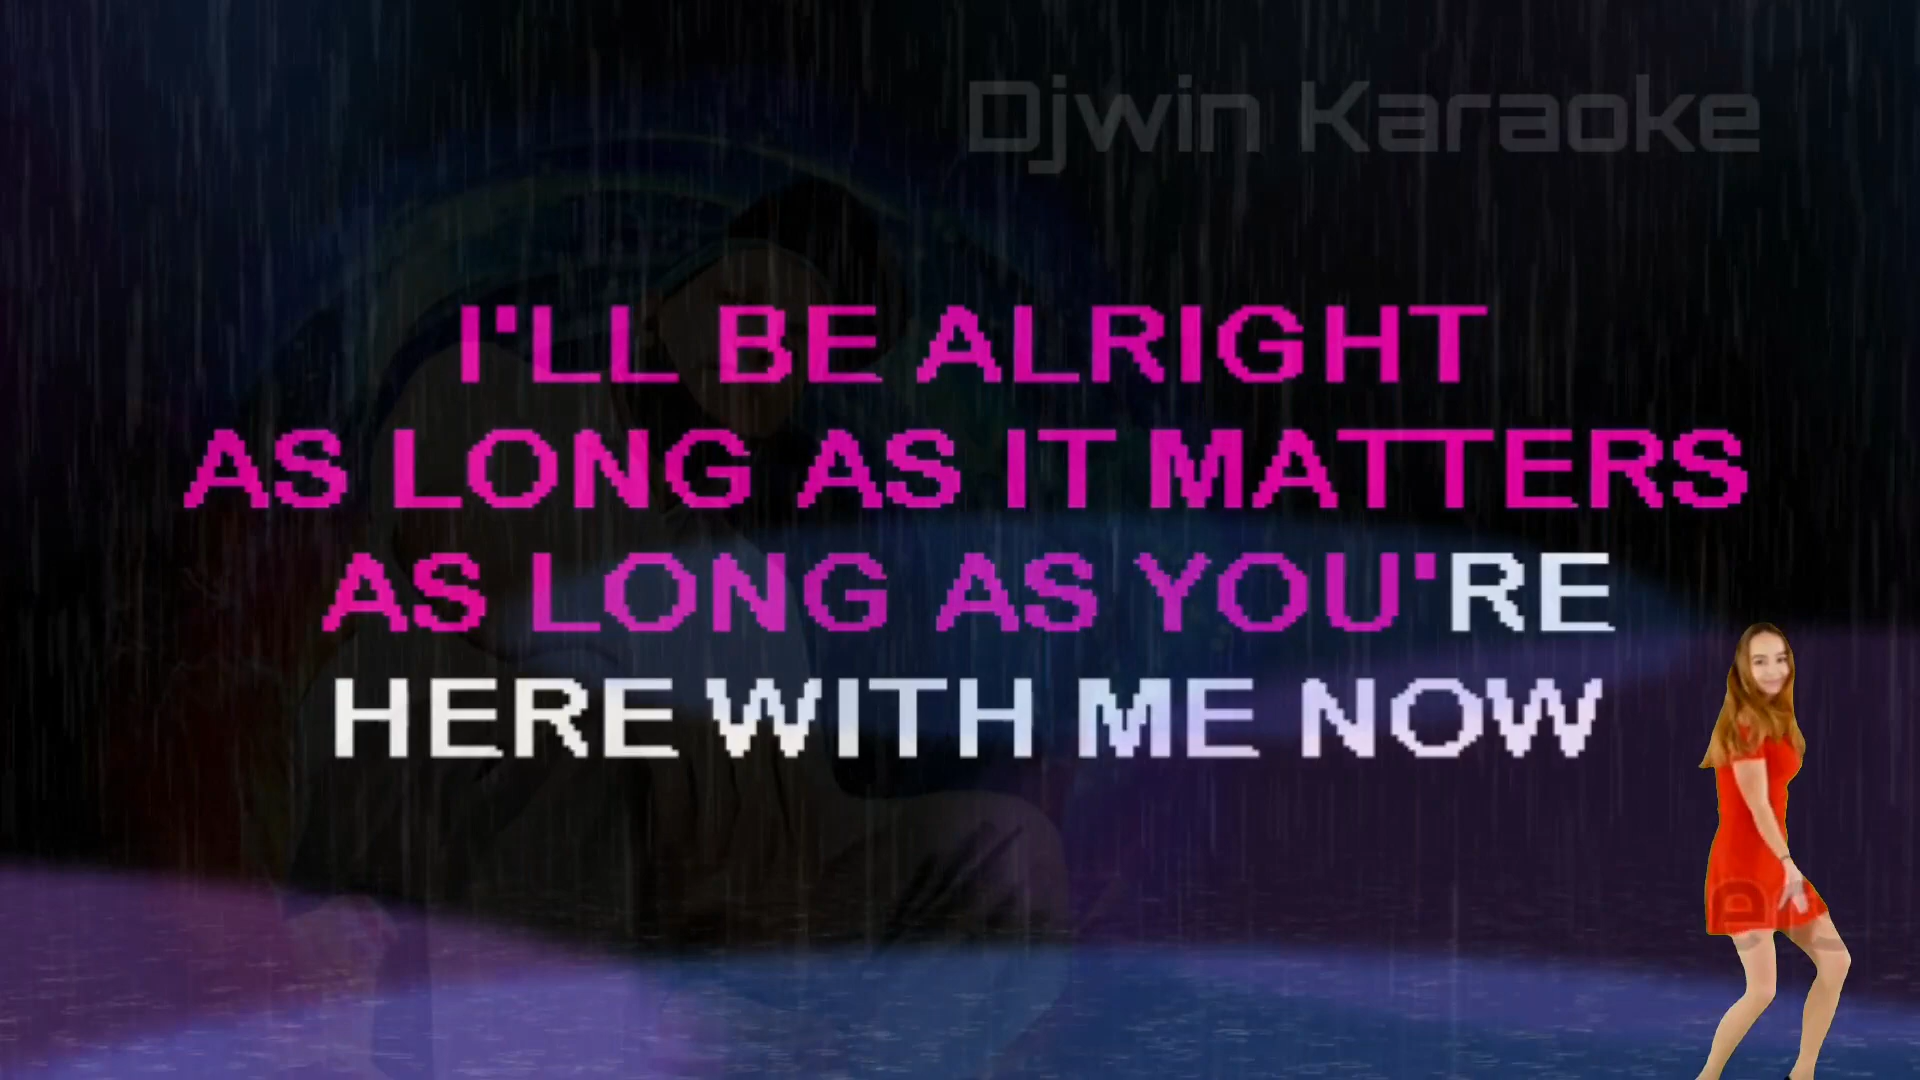 Djwin Karaoke
I'LL BE ALRIGHT
AS LONG AS IT MATTERS
AS LONG AS YOU'RE
HERE WITH ME NOW